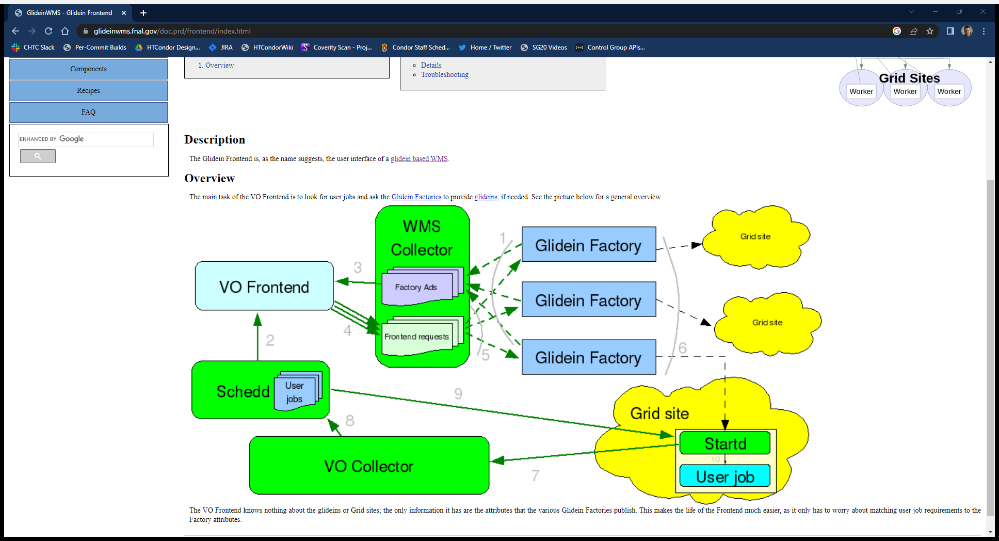 GlideinWMS - Glidein Frontend
glideinwms.fnal.gov/doc.prd/frontend/index.html
CHTC Slack
Per-Commit Builds
HTCondor Design...
JIRA
HTCondorWiki
Coverity Scan - Proj...
Condor Staff Sched...
Home / Twitter
SG20 Videos
Control Group APIs...
Components
Recipes
FAQ
ENHANCED BY Google
1. Overview
Details
Troubleshooting
Grid Sites
Worker
Worker
Worker
Description
The Glidein Frontend is, as the name suggests, the user interface of a glidein based WMS.
Overview
The main task of the VO Frontend is to look for user jobs and ask the Glidein Factories to provide glideins, if needed. See the picture below for a general overview.
WMS
Collector
Factory Ads
Frontend requests
VO Frontend
Glidein Factory
Glidein Factory
Glidein Factory
Grid site
Grid site
1
2
3
4
5
6
Schedd
User
jobs
9
8
VO Collector
7
Grid site
Startd
10
User job
The VO Frontend knows nothing about the glideins or Grid sites; the only information it has are the attributes that the various Glidein Factories publish. This makes the life of the Frontend much easier, as it only has to worry about matching user job requirements to the
Factory attributes.